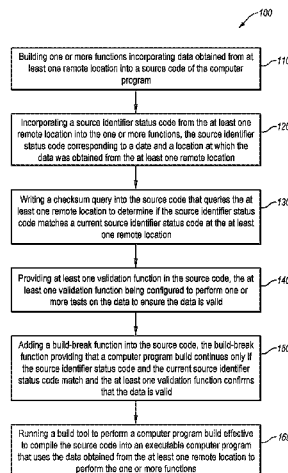 100
Building one or more functions incorporating data obtained from at
least one remote location into a source code of the computer
program
110
Incorporating a source identifier status code from the at least one
remote location into the one or more functions, the source identifier
status code corresponding to a date and a location at which the
data was obtained from the at least one remote location
120
Writing a checksum query into the source code that queries the at
least one remote location to determine if the source identifier status
code matches a current source identifier status code at the at least
one remote location
130
Providing at least one validation function in the source code, the at
least one validation function being configured to perform one or
more tests on the data to ensure the data is valid
140
Adding a build-break function into the source code, the build-break
function providing that a computer program build continues only if
the source identifier status code and the current source identifier
status code match and the at least one validation function confirms
that the data is valid
150
Running a build tool to perform a computer program build effective
to compile the source code into an executable computer program
that uses the data obtained from the at least one remote location to
perform the one or more functions
160